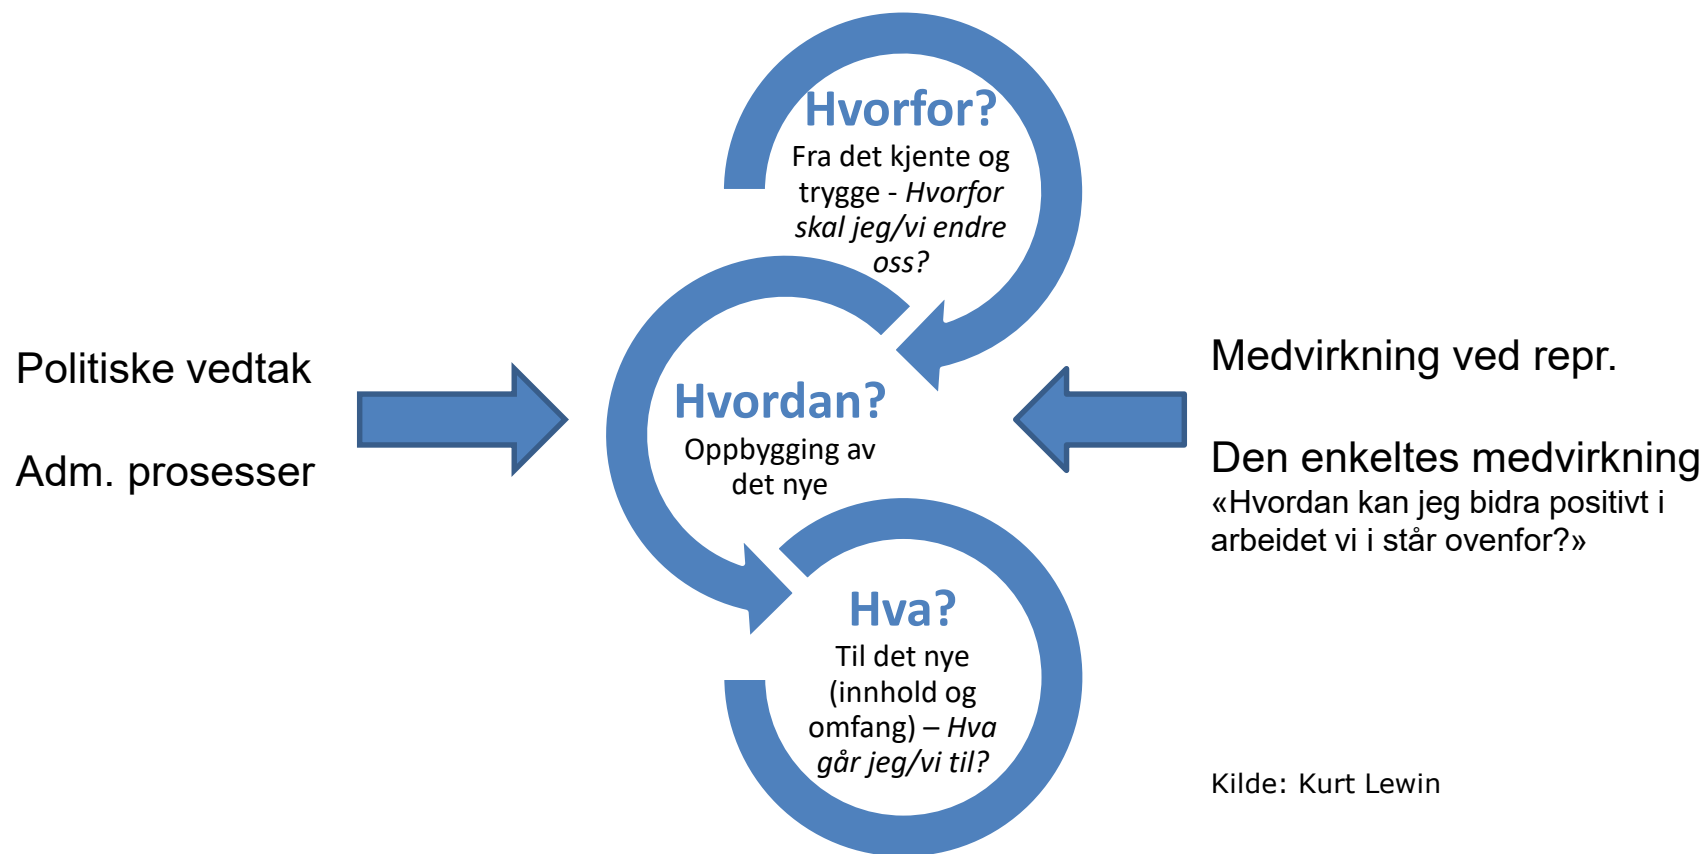 Hvorfor?
Fra det kjente og
trygge - Hvorfor
skal jeg/vi endre
oss?
Politiske vedtak
Adm. prosesser
Hvordan?
Oppbygging av
det nye
Medvirkning ved repr.
Den enkeltes medvirkning
«Hvordan kan jeg bidra positivt i
arbeidet vi i står ovenfor?»
Hva?
Til det nye
(innhold og
omfang) – Hva
går jeg/vi til?
Kilde: Kurt Lewin